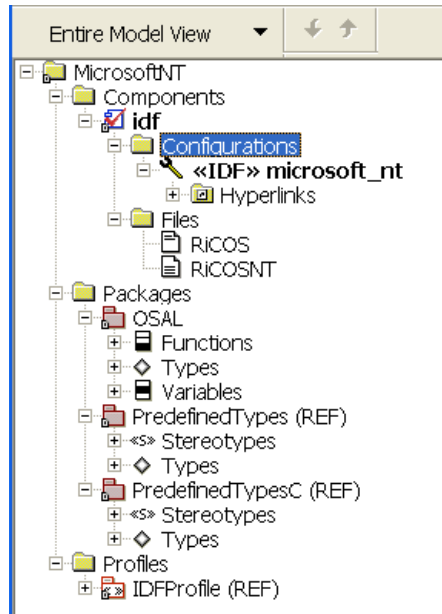 Entire Model View
MicrosoftNT
Components
idf
Configurations
«IDF» microsoft_nt
Hyperlinks
Files
RiCOS
RiCOSNT
Packages
OSAL
Functions
Types
Variables
PredefinedTypes (REF)
«S» Stereotypes
Types
PredefinedTypesC (REF)
«S» Stereotypes
Types
Profiles
IDFProfile (REF)